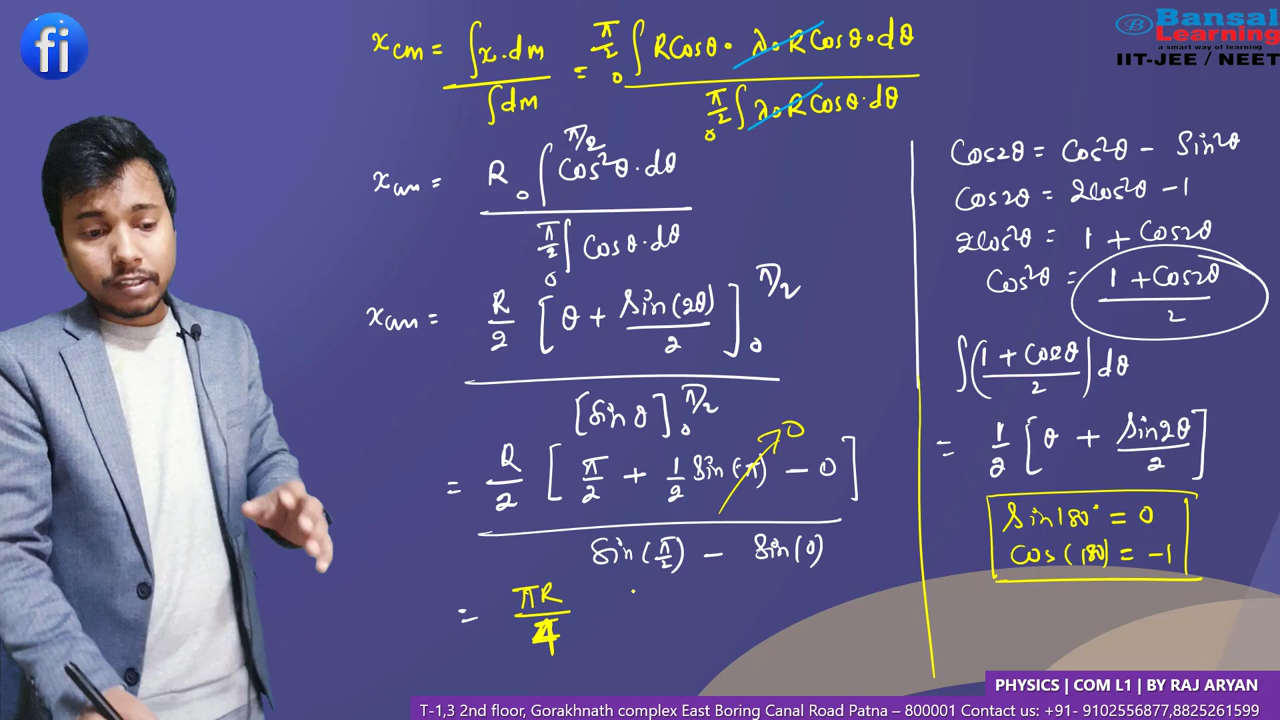 fi
Bansal Learning
a smart way of learning
IIT-JEE / NEET
x_cm = ∫x·dm / ∫dm = ₀∫^(π/2) Rcosθ· λ₀Rcosθ·dθ / ₀∫^(π/2) λ₀Rcosθ·dθ
x_cm = R ₀∫^(π/2) cos²θ·dθ / ₀∫^(π/2) cosθ·dθ
x_cm = R/2 [θ + sin(2θ)/2]₀^(π/2) / [sinθ]₀^(π/2)
= R/2 [π/2 + 1/2 sin(π) – 0] / sin(π/2) – sin(0)
0
= πR/4
cos2θ = cos²θ – sin²θ
cos2θ = 2cos²θ –1
2cos²θ = 1 + cos2θ
cos²θ = (1 + cos2θ)/2
∫((1 + cos2θ)/2)dθ
= 1/2 [θ + sin2θ/2]
sin180° = 0
cos(180) = –1
PHYSICS | COM L1 | BY RAJ ARYAN
T-1,3 2nd floor, Gorakhnath complex East Boring Canal Road Patna – 800001 Contact us: +91- 9102556877,8825261599